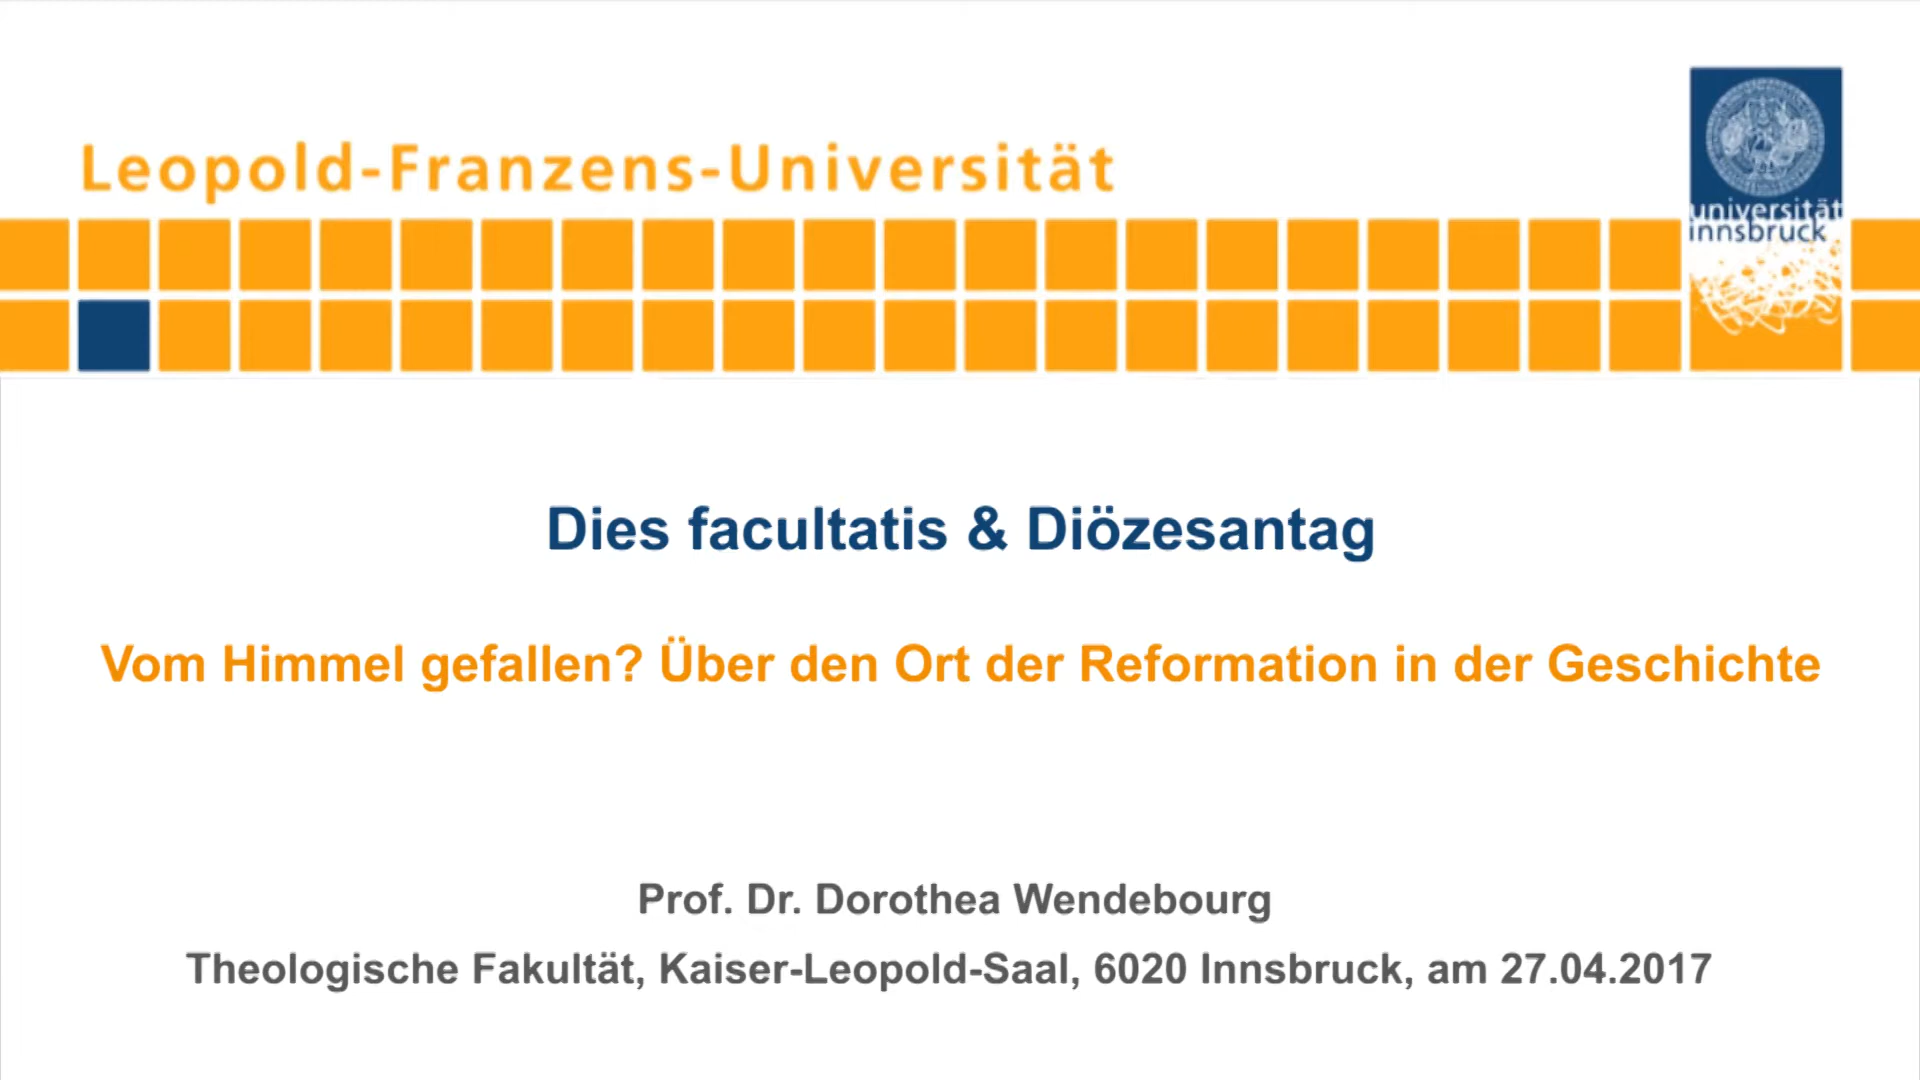 Leopold-Franzens-Universität
universität
innsbruck
Dies facultatis & Diözesantag
Vom Himmel gefallen? Über den Ort der Reformation in der Geschichte
Prof. Dr. Dorothea Wendebourg
Theologische Fakultät, Kaiser-Leopold-Saal, 6020 Innsbruck, am 27.04.2017